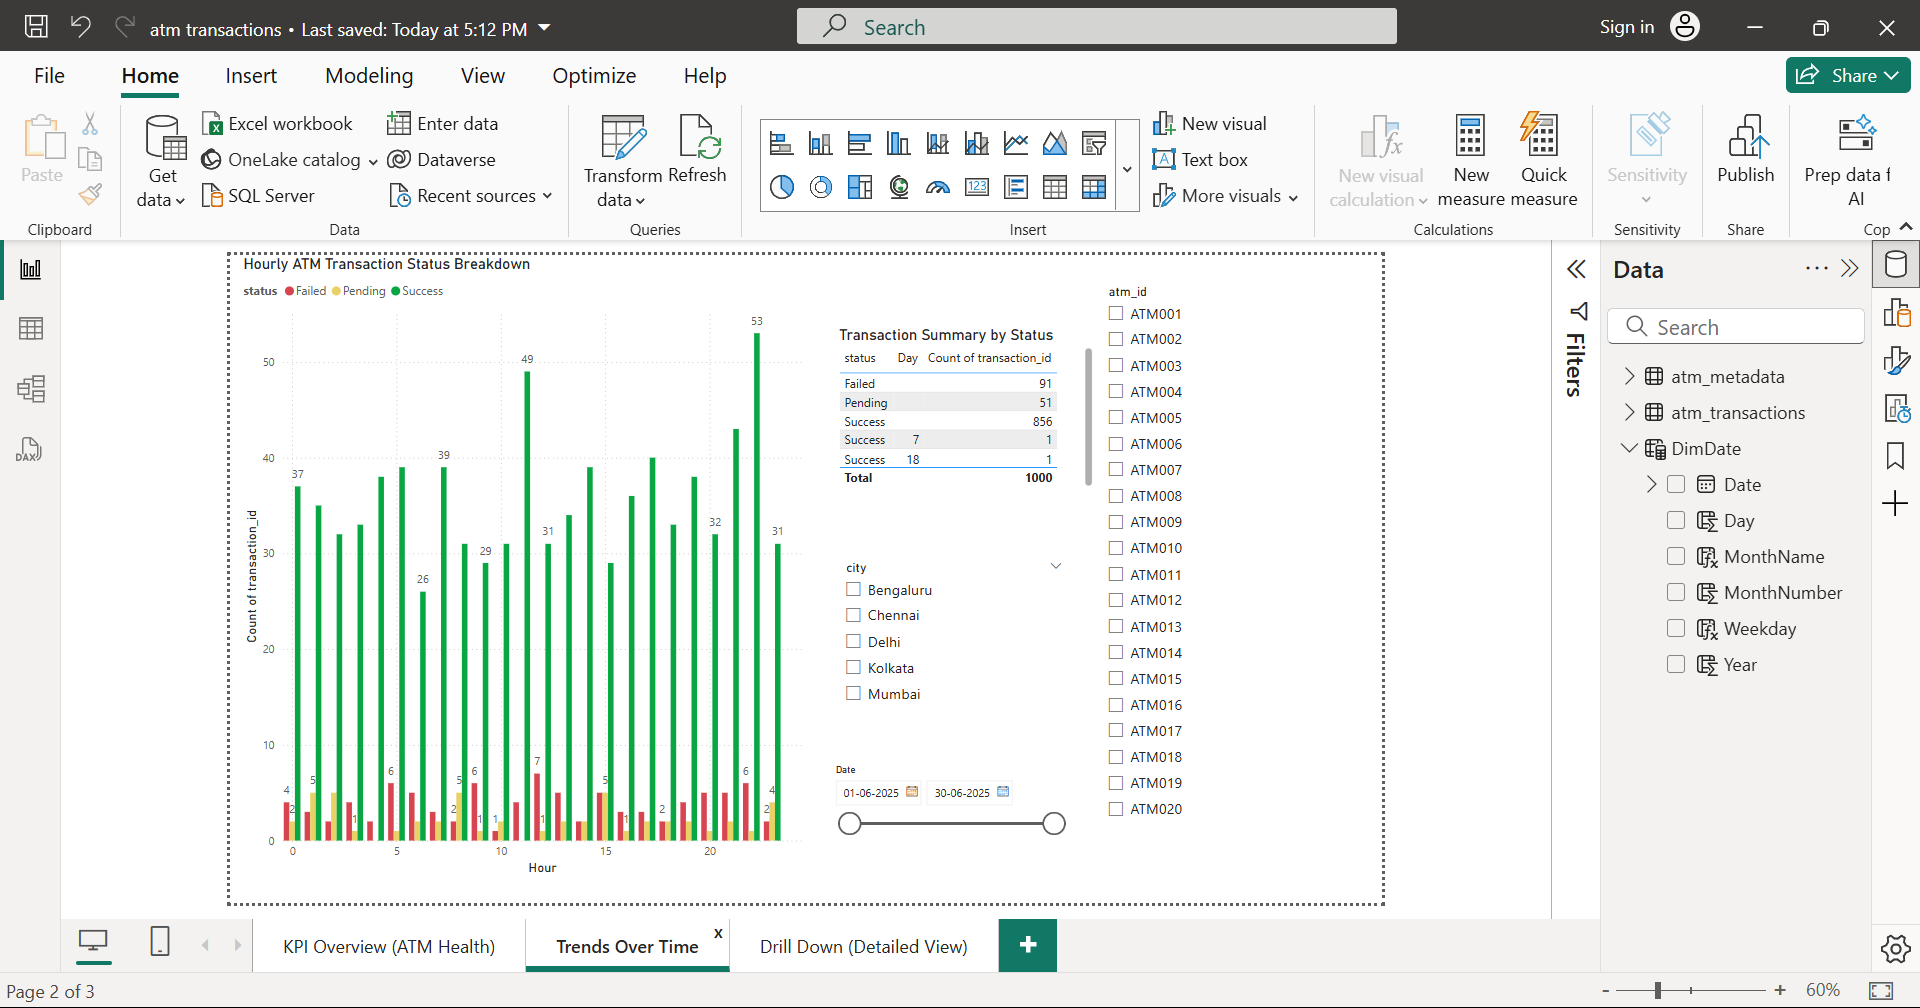 atm transactions • Last saved: Today at 5:12 PM
Search
Sign in
File
Home
Insert
Modeling
View
Optimize
Help
Share
Paste
Clipboard
Get data
Excel workbook
OneLake catalog
SQL Server
Enter data
Dataverse
Recent sources
Data
Transform data
Refresh
Queries
123
New visual
Text box
More visuals
Insert
New visual calculation
New measure
Quick measure
Calculations
Sensitivity
Sensitivity
Publish
Share
Prep data f
AI
Cop
DAX
Hourly ATM Transaction Status Breakdown
status Failed Pending Success
Count of transaction_id
50
40
30
20
10
0
37
39
26
29
49
31
32
53
31
4
2
5
1
6
2
5
6
1
1
7
1
5
1
2
6
2
4
0
5
10
15
20
Hour
Transaction Summary by Status
status Day Count of transaction_id
Failed 91
Pending 51
Success 856
Success 7 1
Success 18 1
Total 1000
city
Bengaluru
Chennai
Delhi
Kolkata
Mumbai
Date
01-06-2025
30-06-2025
atm_id
ATM001
ATM002
ATM003
ATM004
ATM005
ATM006
ATM007
ATM008
ATM009
ATM010
ATM011
ATM012
ATM013
ATM014
ATM015
ATM016
ATM017
ATM018
ATM019
ATM020
Filters
Data
Search
atm_metadata
atm_transactions
DimDate
Date
Day
MonthName
MonthNumber
Weekday
Year
KPI Overview (ATM Health)
Trends Over Time
x
Drill Down (Detailed View)
+
Page 2 of 3
- + 60%